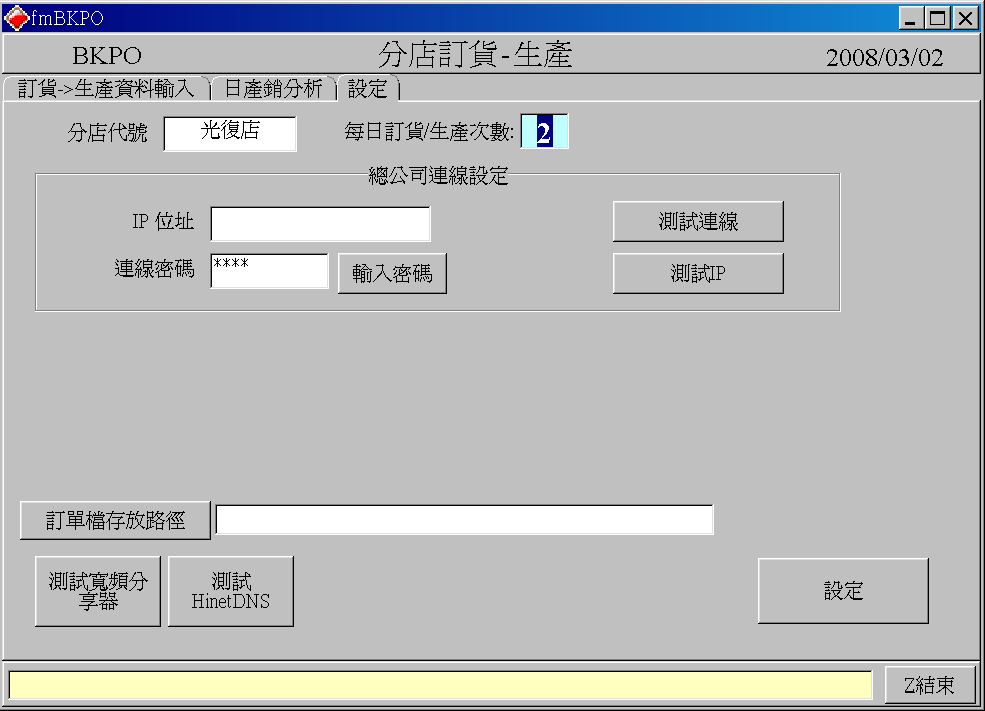 fmBKPO
BKPO 分店訂貨-生產 2008/03/02
訂貨->生產資料輸入 日產銷分析 設定
分店代號 光復店 每日訂貨/生產次數: 2
總公司連線設定
IP 位址 測試連線
連線密碼 **** 輸入密碼 測試IP
訂單檔存放路徑
測試寬頻分
享器
測試
HinetDNS
設定
Z結束